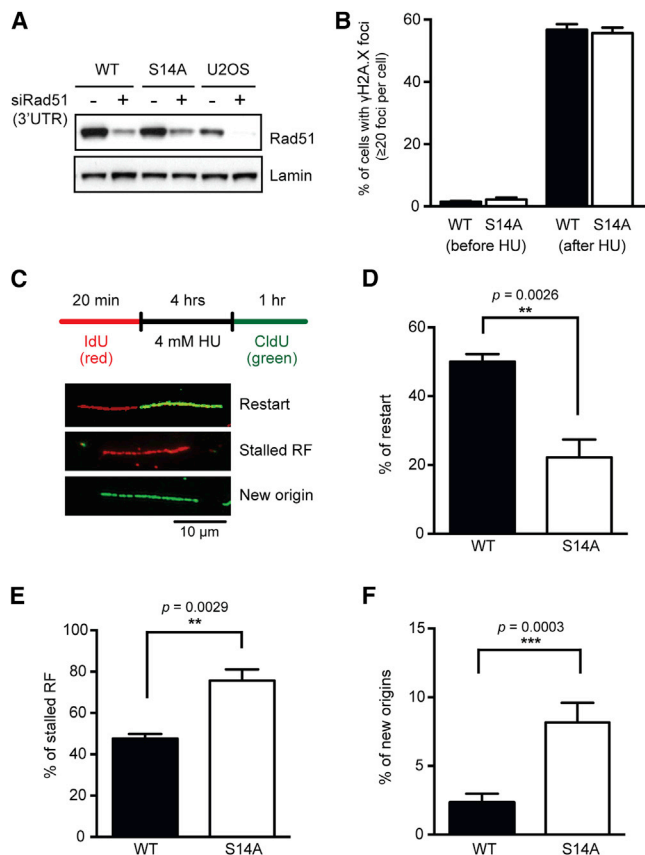 A
WT S14A U2OS
siRad51 - + - + - +
(3'UTR)
Rad51
Lamin
B
% of cells with γH2A.X foci
(≥20 foci per cell)
60
40
20
0
WT S14A WT S14A
(before HU) (after HU)
C
20 min 4 hrs 1 hr
IdU 4 mM HU CldU
(red) (green)
Restart
Stalled RF
New origin
10 µm
D
p = 0.0026
**
% of restart
60
40
20
0
WT S14A
E
p = 0.0029
**
% of stalled RF
100
80
60
40
20
0
WT S14A
F
p = 0.0003
***
% of new origins
15
10
5
0
WT S14A